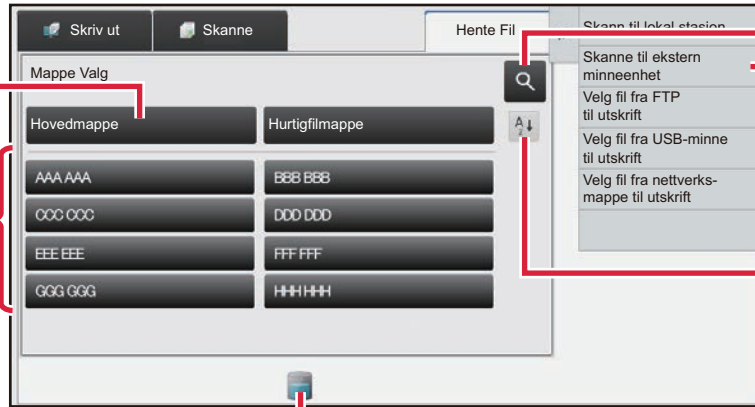 Skriv ut
Skanne
Hente Fil
Mappe Valg
Hovedmappe
Hurtigfilmappe
AAA AAA
BBB BBB
CCC CCC
DDD DDD
EEE EEE
FFF FFF
GGG GGG
HHH HHH
Skann til lokal stasjon
Skanne til ekstern
minneenhet
Velg fil fra FTP
til utskrift
Velg fil fra USB-minne
til utskrift
Velg fil fra nettverks-
mappe til utskrift